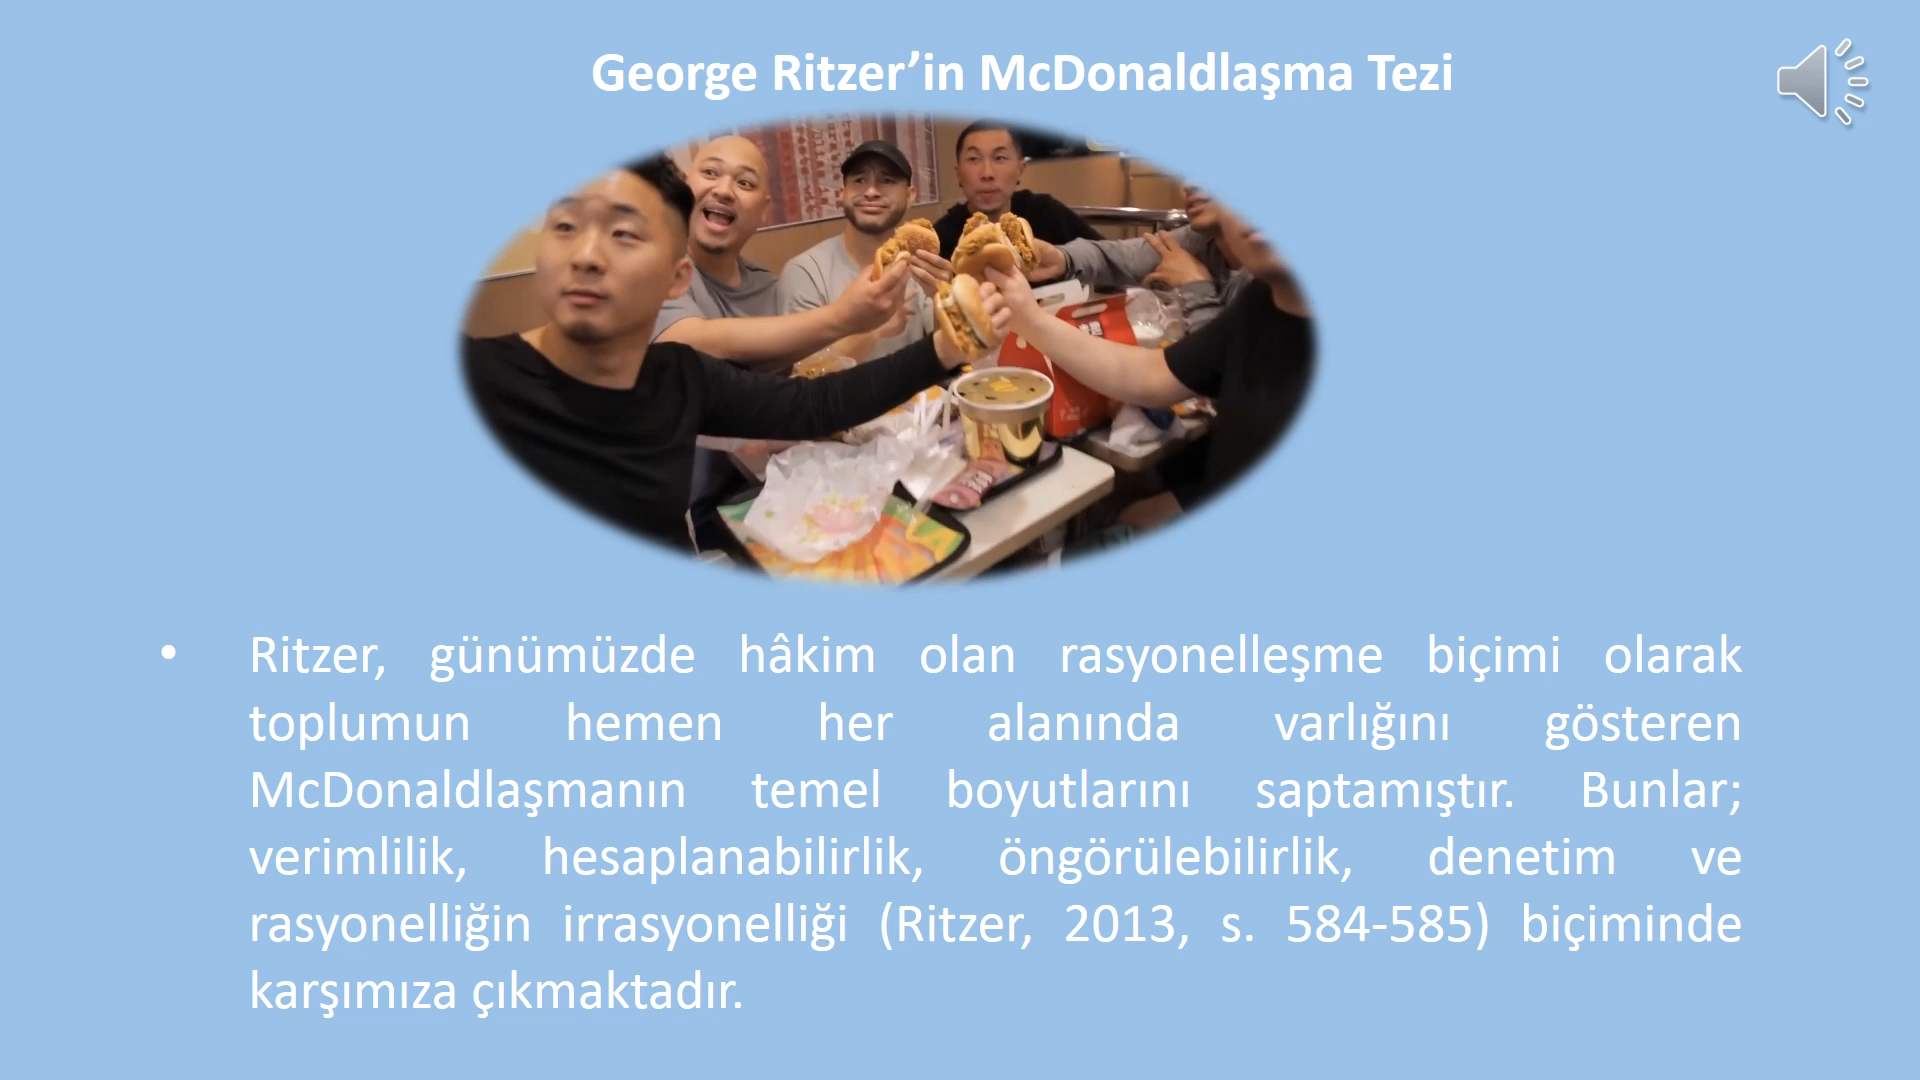 George Ritzer’in McDonaldlaşma Tezi
• Ritzer, günümüzde hâkim olan rasyonelleşme biçimi olarak
toplumun hemen her alanında varlığını gösteren
McDonaldlaşmanın temel boyutlarını saptamıştır. Bunlar;
verimlilik, hesaplanabilirlik, öngörülebilirlik, denetim ve
rasyonelliğin irrasyonelliği (Ritzer, 2013, s. 584-585) biçiminde
karşımıza çıkmaktadır.